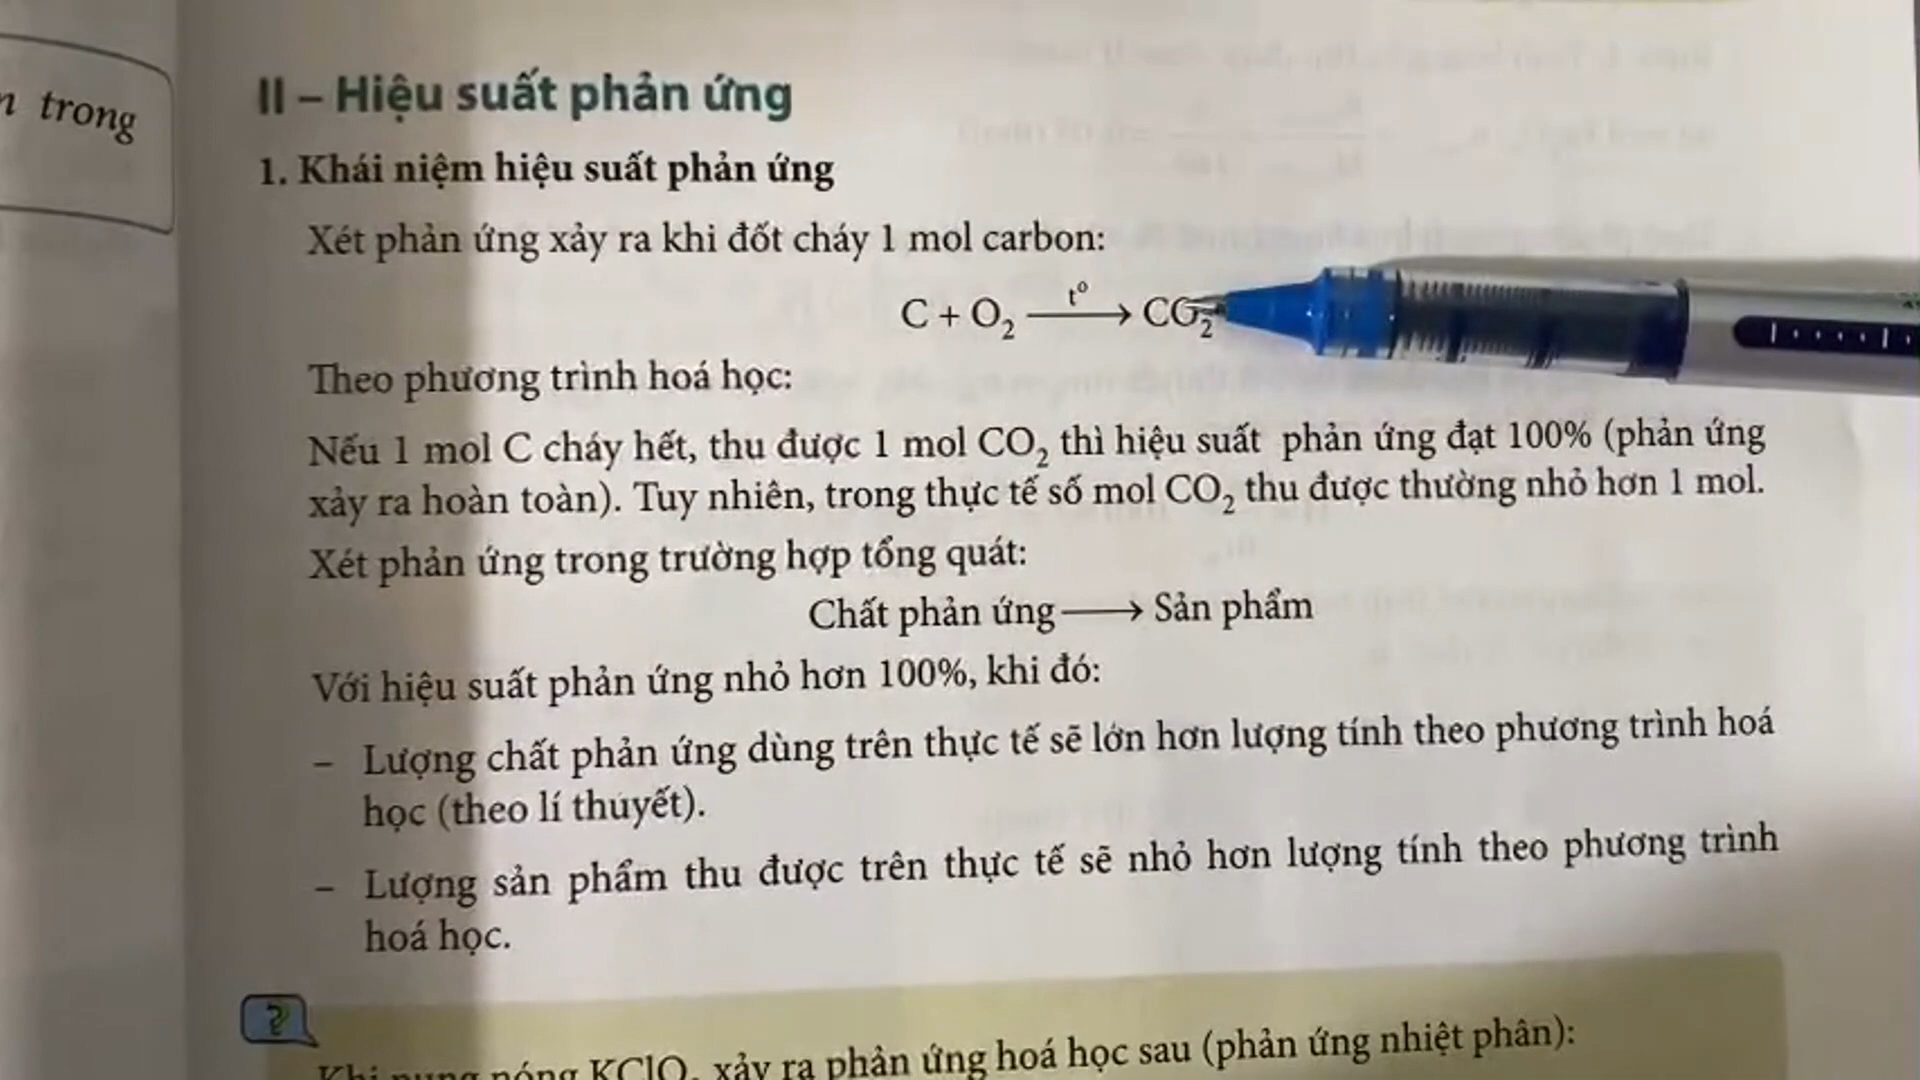 trong
II – Hiệu suất phản ứng
1. Khái niệm hiệu suất phản ứng
Xét phản ứng xảy ra khi đốt cháy 1 mol carbon:
C + O₂ —t⁰→ CO₂
Theo phương trình hoá học:
Nếu 1 mol C cháy hết, thu được 1 mol CO₂ thì hiệu suất phản ứng đạt 100% (phản ứng
xảy ra hoàn toàn). Tuy nhiên, trong thực tế số mol CO₂ thu được thường nhỏ hơn 1 mol.
Xét phản ứng trong trường hợp tổng quát:
Chất phản ứng ⟶ Sản phẩm
Với hiệu suất phản ứng nhỏ hơn 100%, khi đó:
– Lượng chất phản ứng dùng trên thực tế sẽ lớn hơn lượng tính theo phương trình hoá
học (theo lí thuyết).
– Lượng sản phẩm thu được trên thực tế sẽ nhỏ hơn lượng tính theo phương trình
hoá học.
?
Khi nung nóng KClO₃ xảy ra phản ứng hoá học sau (phản ứng nhiệt phân):